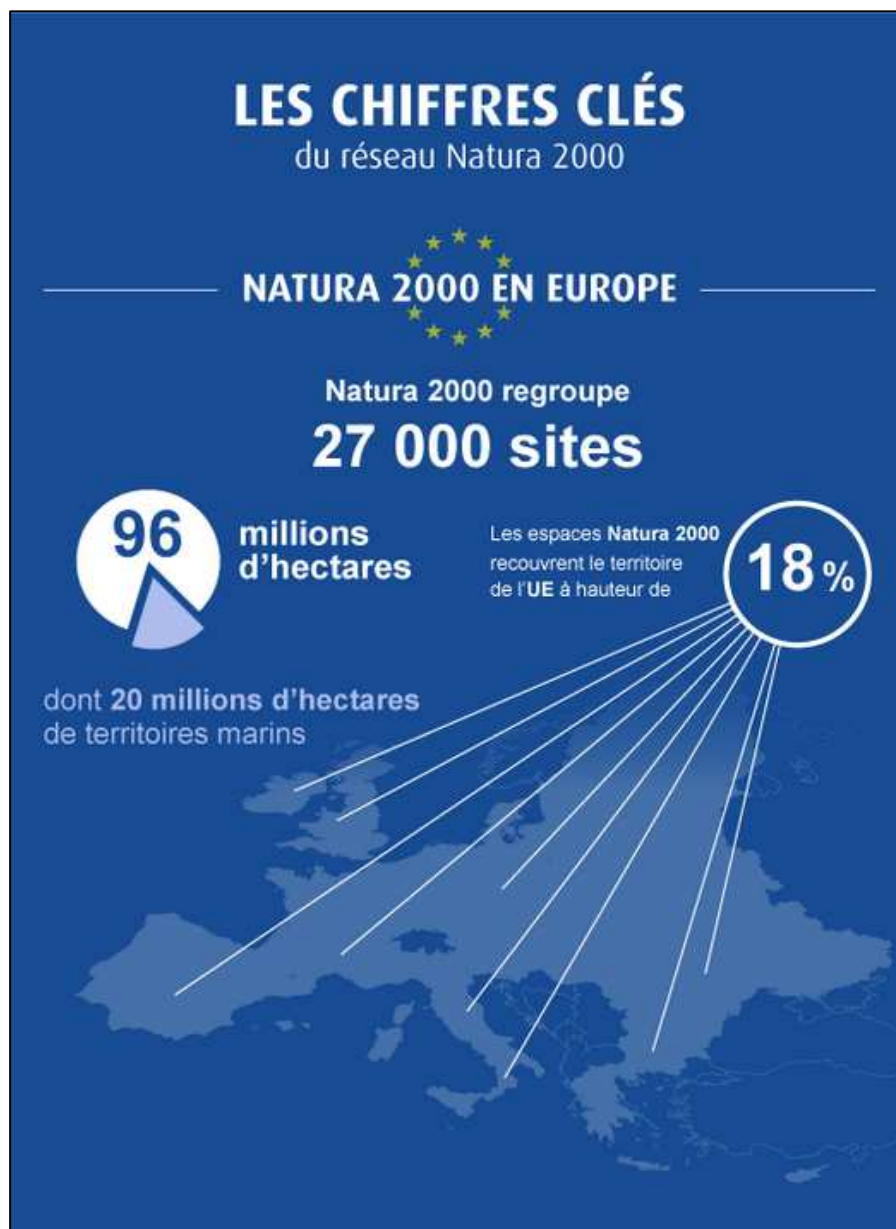 LES CHIFFRES CLÉS
du réseau Natura 2000
NATURA 2000 EN EUROPE
Natura 2000 regroupe
27 000 sites
96
millions
d'hectares
dont 20 millions d'hectares
de territoires marins
Les espaces Natura 2000
recouvrent le territoire
de l'UE à hauteur de
18 %